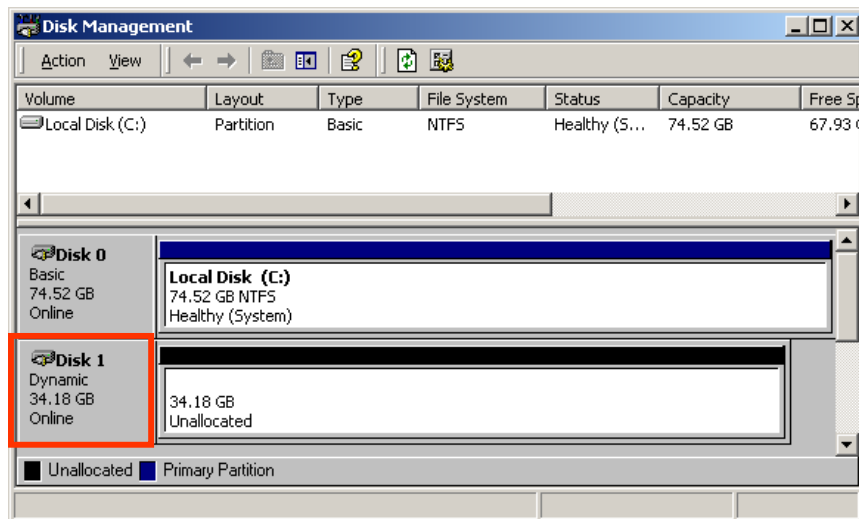 Disk Management
Action View
Volume Layout Type File System Status Capacity Free Sp
Local Disk (C:) Partition Basic NTFS Healthy (S... 74.52 GB 67.93
Disk 0
Basic
74.52 GB
Online
Local Disk (C:)
74.52 GB NTFS
Healthy (System)
Disk 1
Dynamic
34.18 GB
Online
34.18 GB
Unallocated
Unallocated Primary Partition